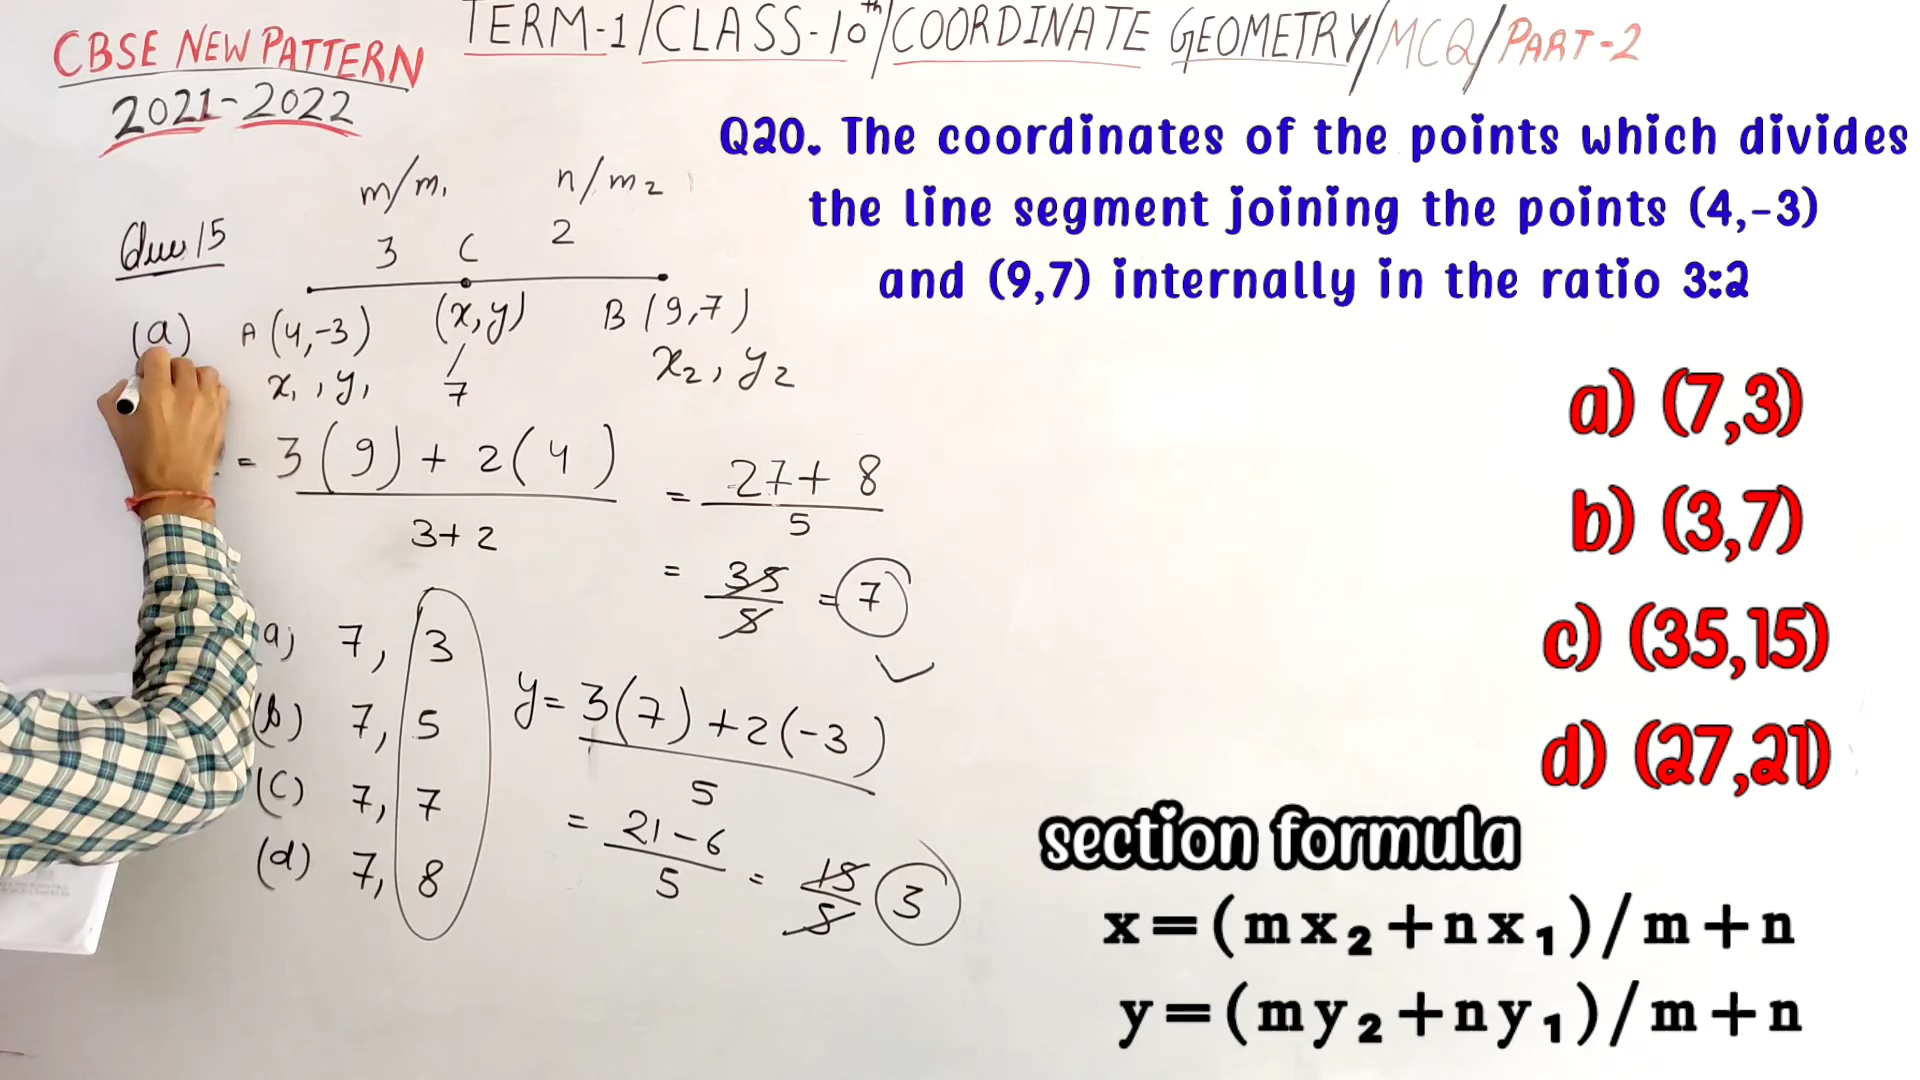 CBSE NEW PATTERN
2021-2022
TERM-1/CLASS-10th/COORDINATE GEOMETRY/MCQ/PART-2
Q20. The coordinates of the points which divides
the line segment joining the points (4,-3)
and (9,7) internally in the ratio 3:2
a) (7,3)
b) (3,7)
c) (35,15)
d) (27,21)
section formula
x=(mx₂+nx₁)/m+n
y=(my₂+ny₁)/m+n
m/m₁ n/m₂
Ques 15
3 C 2
(a) A (4,-3) (x,y) B (9,7)
x₁, y₁ / x₂, y₂
7
= 3(9) + 2(4)
3+2
= 27+8
5
= 35
5
= 7
a) 7, 3
(b) 7, 5
(c) 7, 7
(d) 7, 8
y= 3(7)+2(-3)
5
= 21-6
5
= 15
5
3